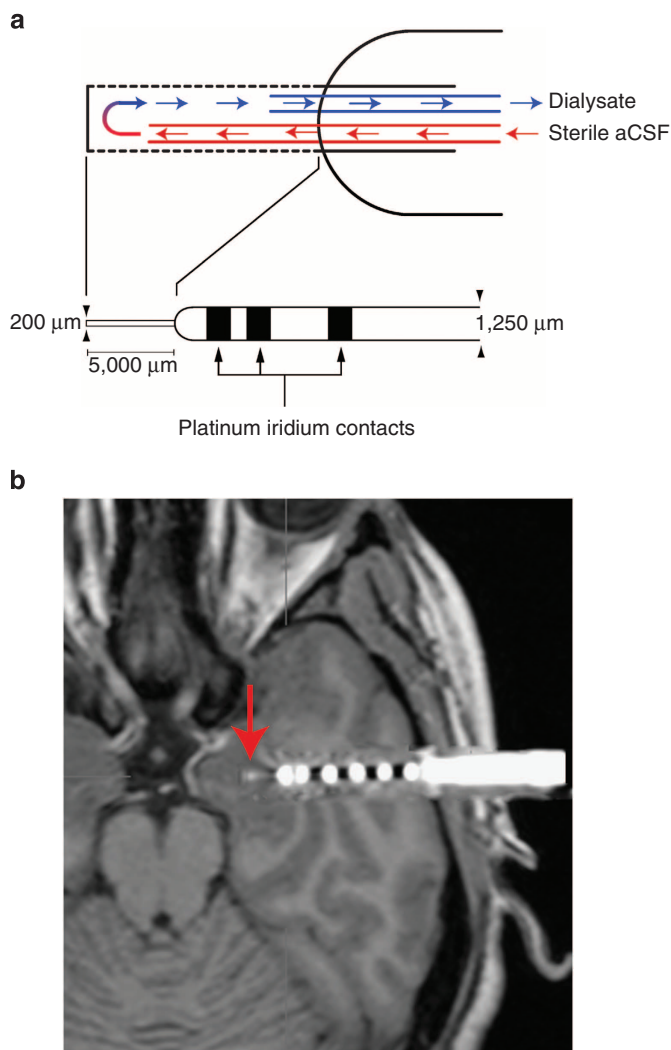 a
Dialysate
Sterile aCSF
200 μm
1,250 μm
5,000 μm
Platinum iridium contacts
b